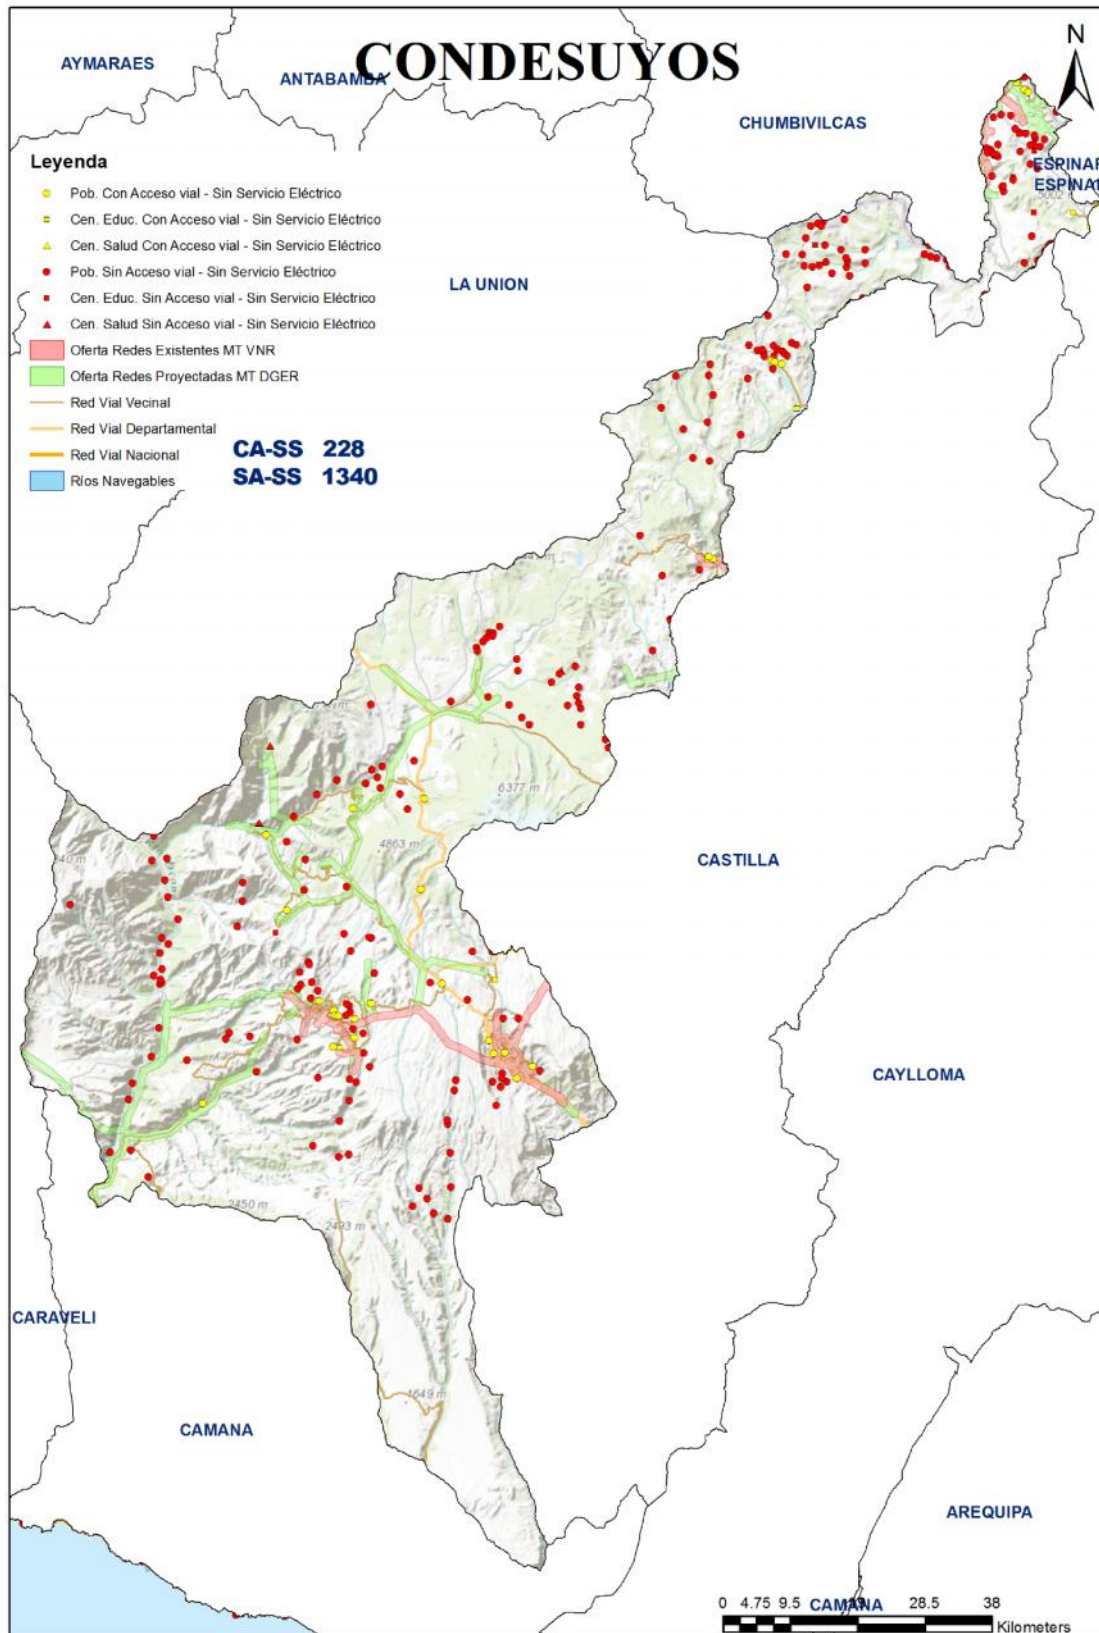 CONDESUYOS
N
AYMARAES
ANTABAMBA
CHUMBIVILCAS
ESPINAR
ESPINAR
5002 m
LA UNION
Leyenda
Pob. Con Acceso vial - Sin Servicio Eléctrico
Cen. Educ. Con Acceso vial - Sin Servicio Eléctrico
Cen. Salud Con Acceso vial - Sin Servicio Eléctrico
Pob. Sin Acceso vial - Sin Servicio Eléctrico
Cen. Educ. Sin Acceso vial - Sin Servicio Eléctrico
Cen. Salud Sin Acceso vial - Sin Servicio Eléctrico
Oferta Redes Existentes MT VNR
Oferta Redes Proyectadas MT DGER
Red Vial Vecinal
Red Vial Departamental
Red Vial Nacional
Ríos Navegables
CA-SS 228
SA-SS 1340
6377 m
4863 m
CASTILLA
CAYLLOMA
2450 m
2493 m
CARAVELI
1649 m
CAMANA
AREQUIPA
CAMANA
0 4.75 9.5 19 28.5 38
Kilometers